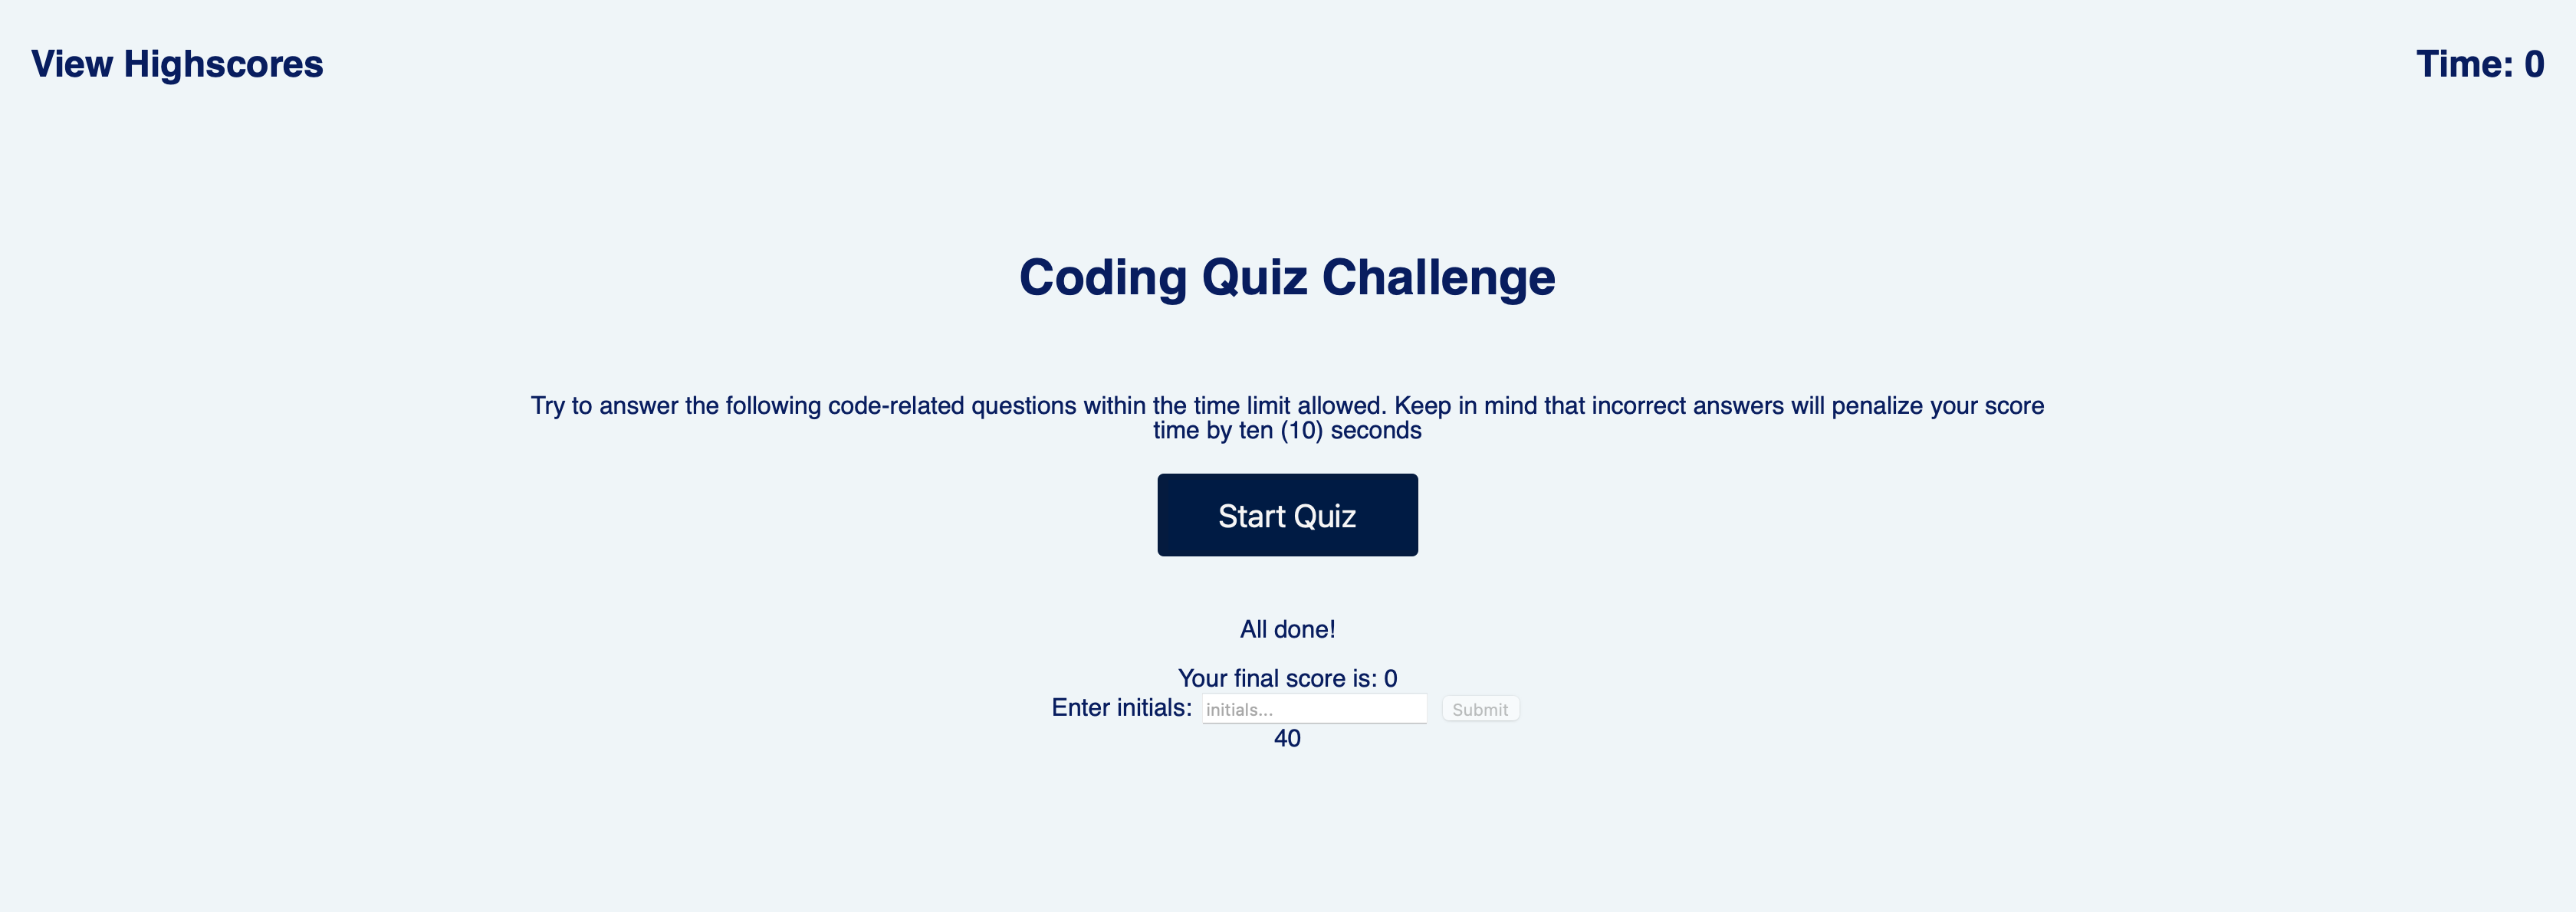 View Highscores
Time: 0
Coding Quiz Challenge
Try to answer the following code-related questions within the time limit allowed. Keep in mind that incorrect answers will penalize your score
time by ten (10) seconds
Start Quiz
All done!
Your final score is: 0
Enter initials: initials... Submit
40